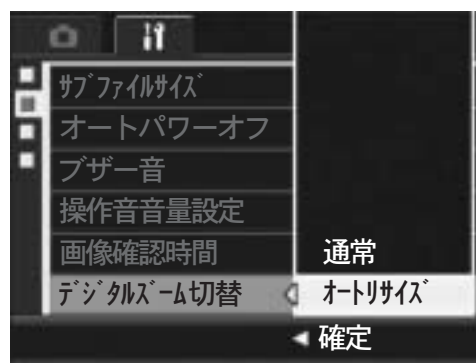 ｻﾌﾞﾌｧｲﾙｻｲｽﾞ
オートパワーオフ
ブザー音
操作音音量設定
画像確認時間
ﾃﾞｼﾞﾀﾙｽﾞｰﾑ切替
通常
ｵｰﾄﾘｻｲｽﾞ
確定